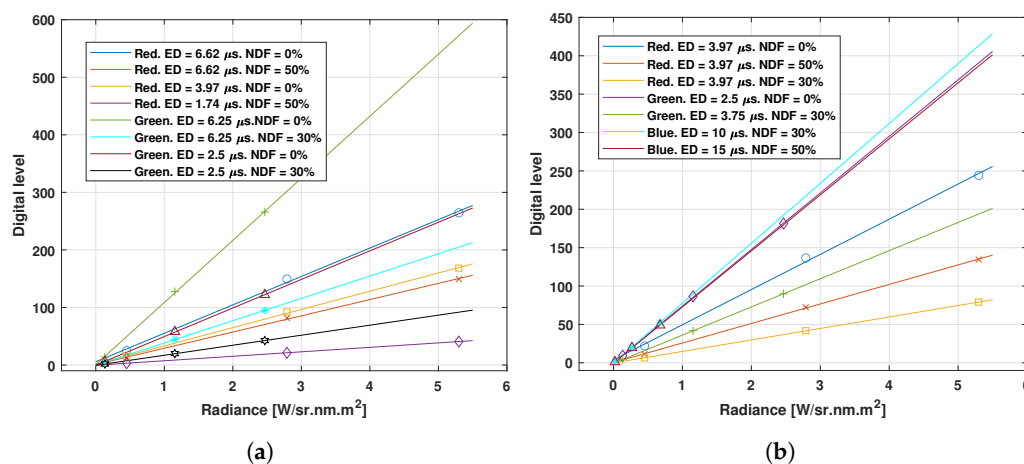 600
500
400
300
200
100
0
Digital level
Red. ED = 6.62 μs. NDF = 0%
Red. ED = 6.62 μs. NDF = 50%
Red. ED = 3.97 μs. NDF = 0%
Red. ED = 1.74 μs. NDF = 50%
Green. ED = 6.25 μs.NDF = 0%
Green. ED = 6.25 μs. NDF = 30%
Green. ED = 2.5 μs. NDF = 0%
Green. ED = 2.5 μs. NDF = 30%
0 1 2 3 4 5 6
Radiance [W/sr.nm.m²]
(a)
450
400
350
300
250
200
150
100
50
0
Digital level
Red. ED = 3.97 μs. NDF = 0%
Red. ED = 3.97 μs. NDF = 50%
Red. ED = 3.97 μs. NDF = 30%
Green. ED = 2.5 μs. NDF = 0%
Green. ED = 3.75 μs. NDF = 30%
Blue. ED = 10 μs. NDF = 30%
Blue. ED = 15 μs. NDF = 50%
0 1 2 3 4 5 6
Radiance [W/sr.nm.m²]
(b)